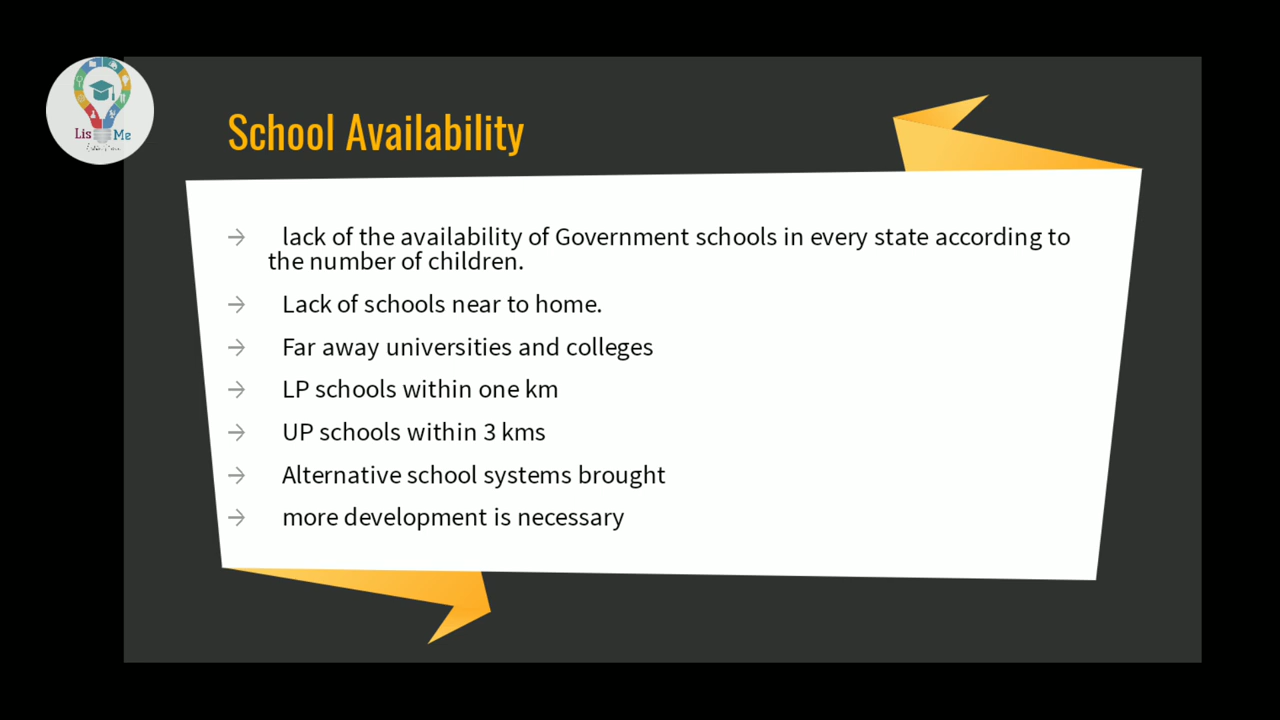 Lis Me
School Availability
→ lack of the availability of Government schools in every state according to
the number of children.
→ Lack of schools near to home.
→ Far away universities and colleges
→ LP schools within one km
→ UP schools within 3 kms
→ Alternative school systems brought
→ more development is necessary